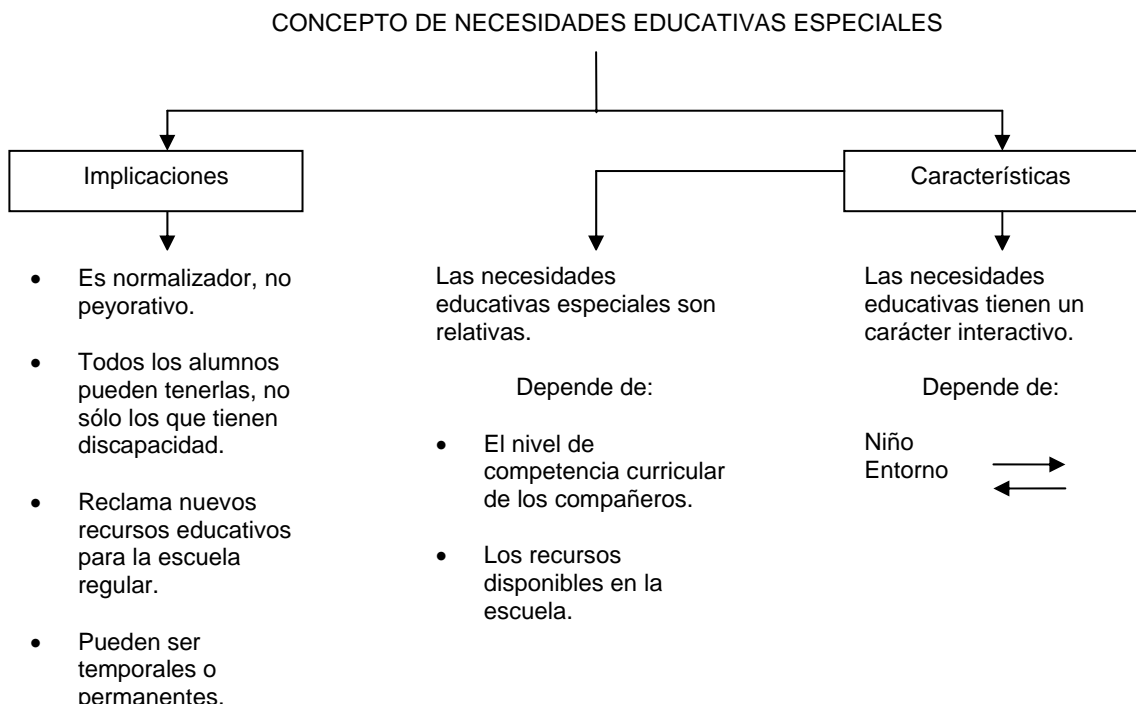 CONCEPTO DE NECESIDADES EDUCATIVAS ESPECIALES
Implicaciones
Características
• Es normalizador, no
peyorativo.
• Todos los alumnos
pueden tenerlas, no
sólo los que tienen
discapacidad.
• Reclama nuevos
recursos educativos
para la escuela
regular.
• Pueden ser
temporales o
permanentes.
Las necesidades
educativas especiales son
relativas.
Depende de:
• El nivel de
competencia curricular
de los compañeros.
• Los recursos
disponibles en la
escuela.
Las necesidades
educativas tienen un
carácter interactivo.
Depende de:
Niño
Entorno